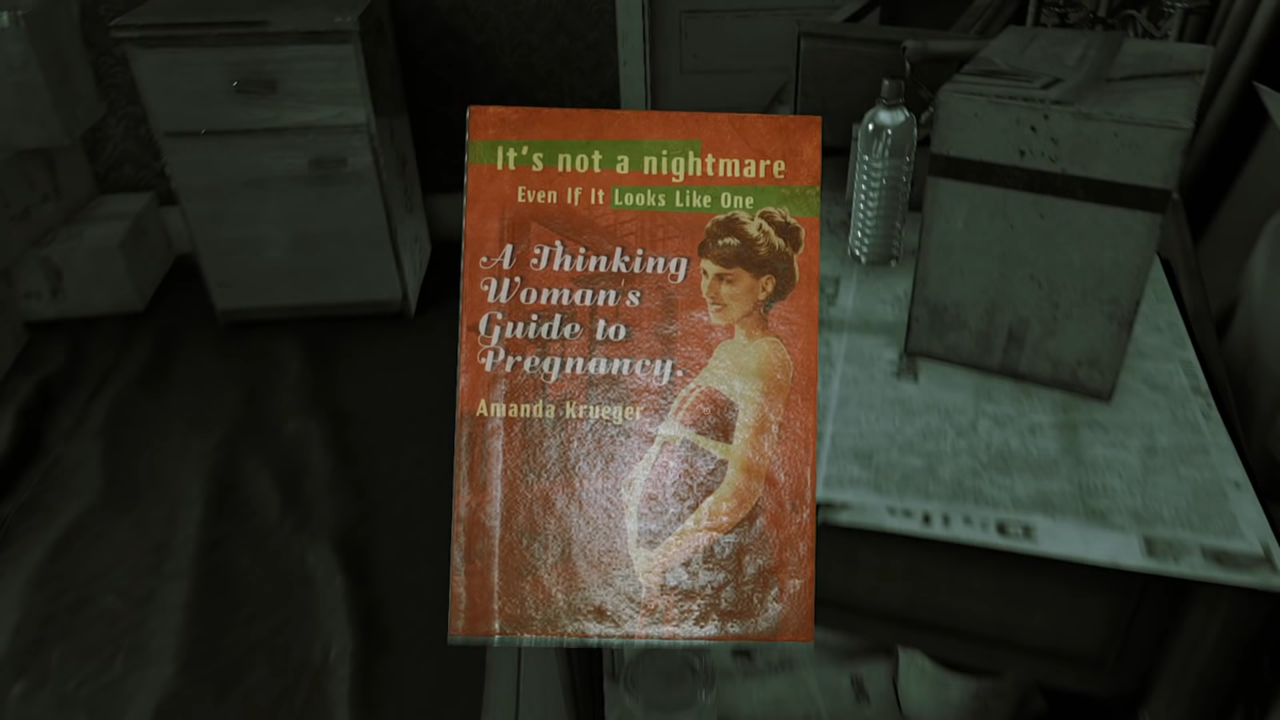 It's not a nightmare
Even If It Looks Like One
A Thinking
Woman's
Guide to
Pregnancy.
Amanda Krueger